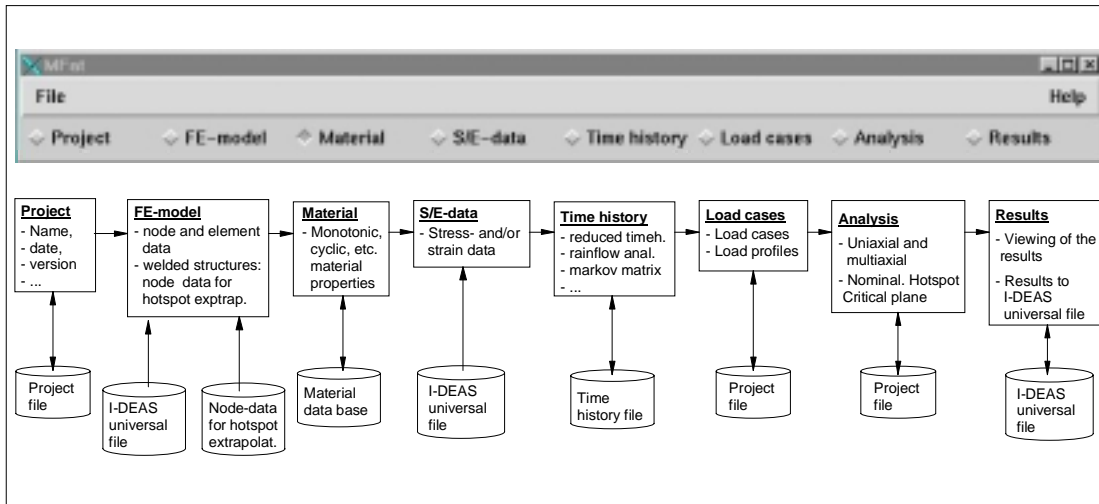 MFat
File Help
Project FE-model Material S/E-data Time history Load cases Analysis Results
Project
- Name,
- date,
- version
- ...
FE-model
- node and element
data
- welded structures:
node data for
hotspot exptrap.
Material
- Monotonic,
cyclic, etc.
material
properties
S/E-data
- Stress- and/or
strain data
Time history
- reduced timeh.
- rainflow anal.
- markov matrix
- ...
Load cases
- Load cases
- Load profiles
Analysis
- Uniaxial and
multiaxial
- Nominal. Hotspot
Critical plane
Results
- Viewing of the
results
- Results to
I-DEAS
universal file
Project
file
I-DEAS
universal
file
Node-data
for hotspot
extrapolat.
Material
data base
I-DEAS
universal
file
Time
history file
Project
file
Project
file
I-DEAS
universal
file